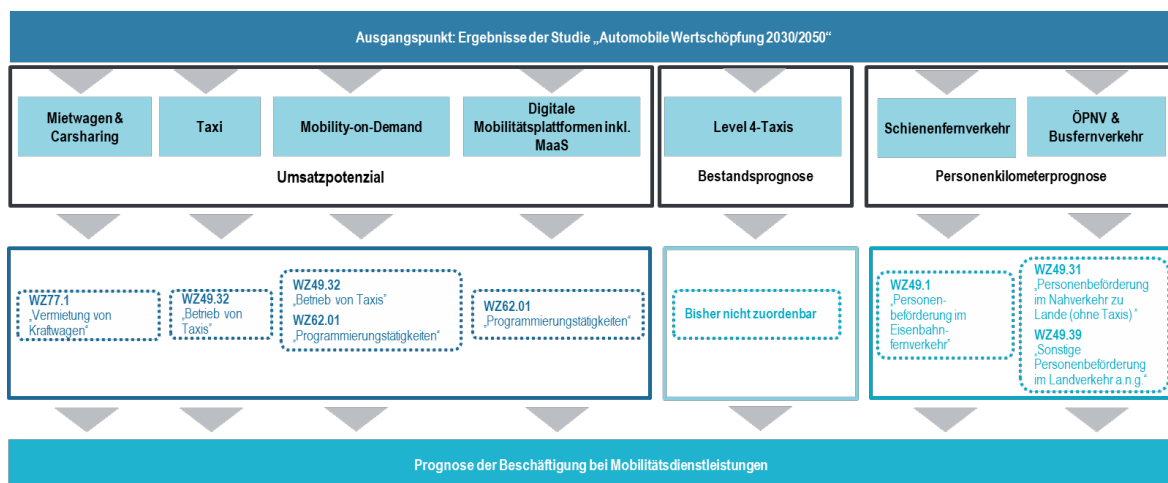 Ausgangspunkt: Ergebnisse der Studie „Automobile Wertschöpfung 2030/2050“
Mietwagen &
Carsharing
Taxi
Mobility-on-Demand
Digitale
Mobilitätsplattformen inkl.
MaaS
Level 4-Taxis
Schienenfernverkehr
ÖPNV &
Busfernverkehr
Umsatzpotenzial
Bestandsprognose
Personenkilometerprognose
WZ77.1
„Vermietung von
Kraftwagen“
WZ49.32
„Betrieb von
Taxis“
WZ49.32
„Betrieb von Taxis“
WZ62.01
„Programmierungstätigkeiten“
WZ62.01
„Programmierungstätigkeiten“
Bisher nicht zuordenbar
WZ49.1
„Personen-
beförderung im
Eisenbahn-
fernverkehr“
WZ49.31
„Personenbeförderung
im Nahverkehr zu
Lande (ohne Taxis) “
WZ49.39
„Sonstige
Personenbeförderung
im Landverkehr a.n.g.“
Prognose der Beschäftigung bei Mobilitätsdienstleistungen